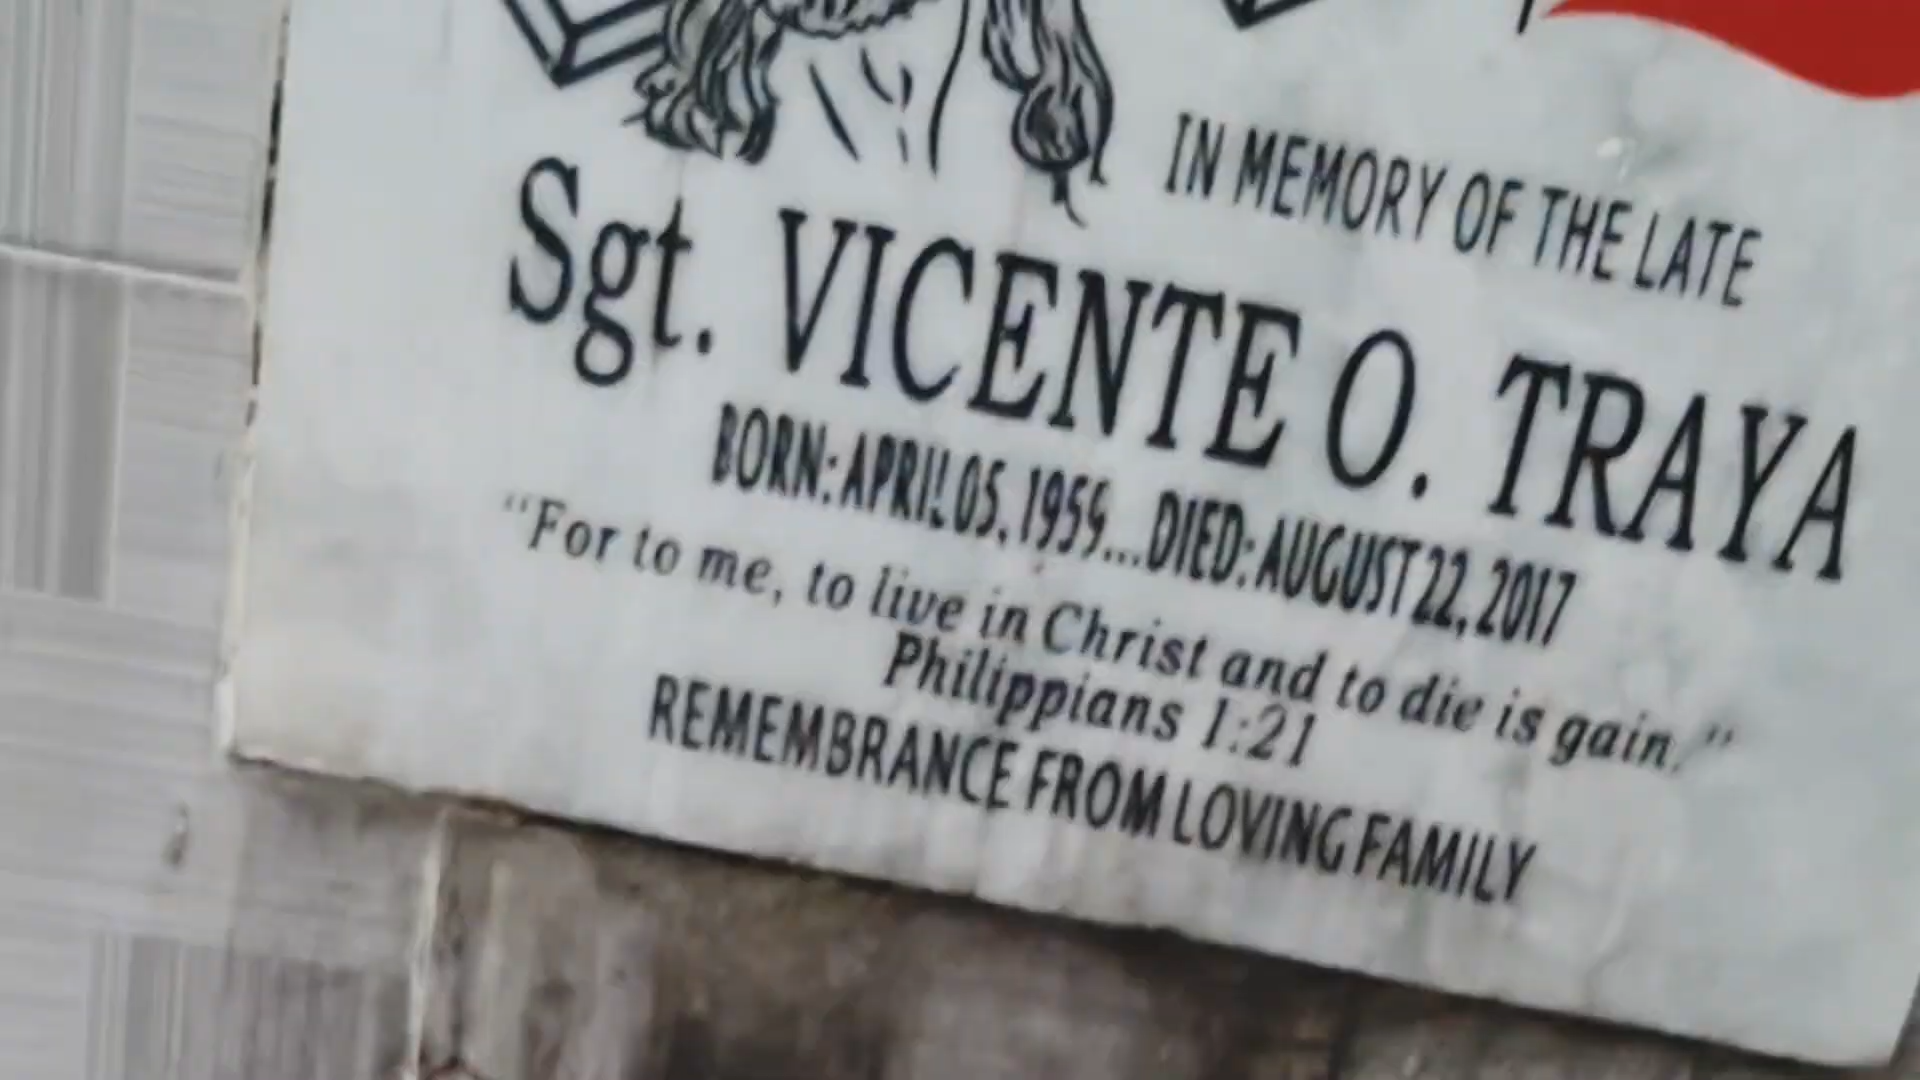 IN MEMORY OF THE LATE
Sgt. VICENTE O. TRAYA
BORN: APRIL 05, 1959...DIED: AUGUST 22, 2017
“For to me, to live in Christ and to die is gain.”
Philippians 1:21
REMEMBRANCE FROM LOVING FAMILY